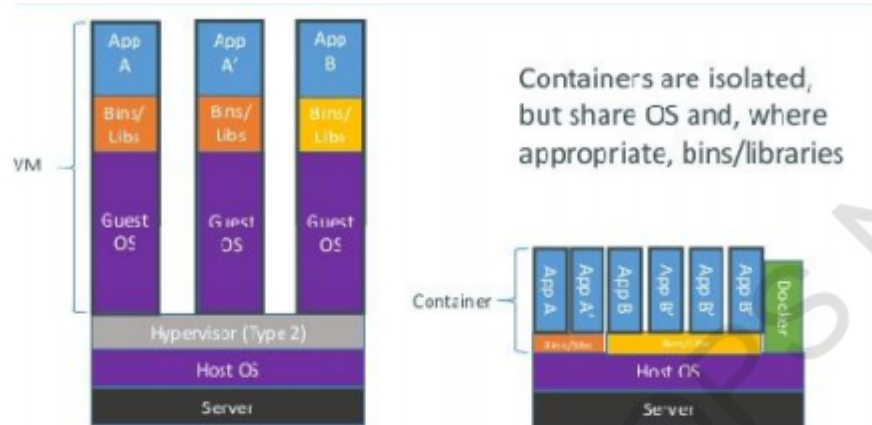 App
A
App
A'
App
B
Bins/
Libs
Bins/
Libs
Bins/
Libs
VM
Guest
OS
Guest
OS
Guest
OS
Hypervisor (Type 2)
Host OS
Server
Containers are isolated,
but share OS and, where
appropriate, bins/libraries
Container
App A
App A'
App B
App B'
App B'
App B'
Docker
Bins/libs
Bins/libs
Host OS
Server